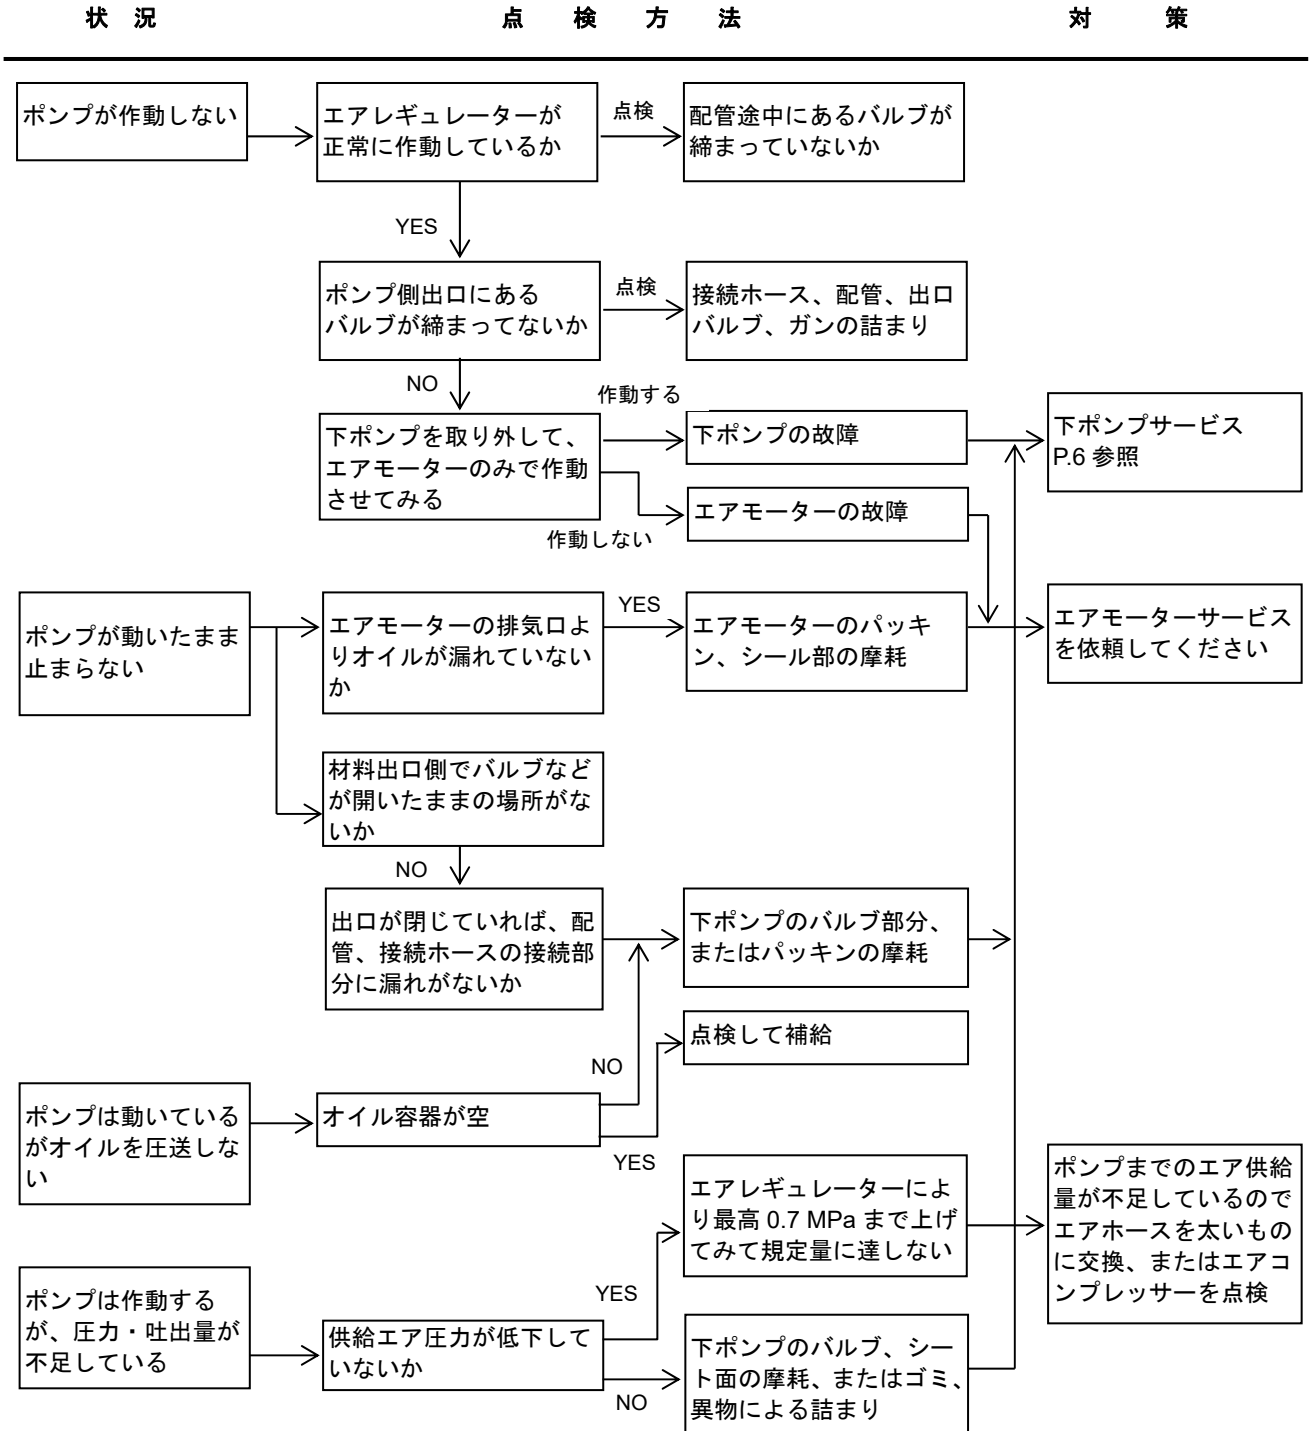 状 況 点 検 方 法 対 策
ポンプが作動しない
エアレギュレーターが
正常に作動しているか
点検
配管途中にあるバルブが
締まっていないか
YES
ポンプ側出口にある
バルブが締まってないか
点検
接続ホース、配管、出口
バルブ、ガンの詰まり
NO
下ポンプを取り外して、
エアモーターのみで作動
させてみる
作動する
下ポンプの故障
下ポンプサービス
P.6 参照
作動しない
エアモーターの故障
ポンプが動いたまま
止まらない
エアモーターの排気口よ
りオイルが漏れていない
か
YES
エアモーターのパッキ
ン、シール部の摩耗
エアモーターサービス
を依頼してください
材料出口側でバルブなど
が開いたままの場所がな
いか
NO
出口が閉じていれば、配
管、接続ホースの接続部
分に漏れがないか
下ポンプのバルブ部分、
またはパッキンの摩耗
ポンプは動いている
がオイルを圧送しな
い
オイル容器が空
NO
YES
点検して補給
ポンプは作動する
が、圧力・吐出量が
不足している
供給エア圧力が低下して
いないか
YES
エアレギュレーターによ
り最高 0.7 MPa まで上げ
てみて規定量に達しない
ポンプまでのエア供給
量が不足しているので
エアホースを太いもの
に交換、またはエアコ
ンプレッサーを点検
NO
下ポンプのバルブ、シー
ト面の摩耗、またはゴミ、
異物による詰まり